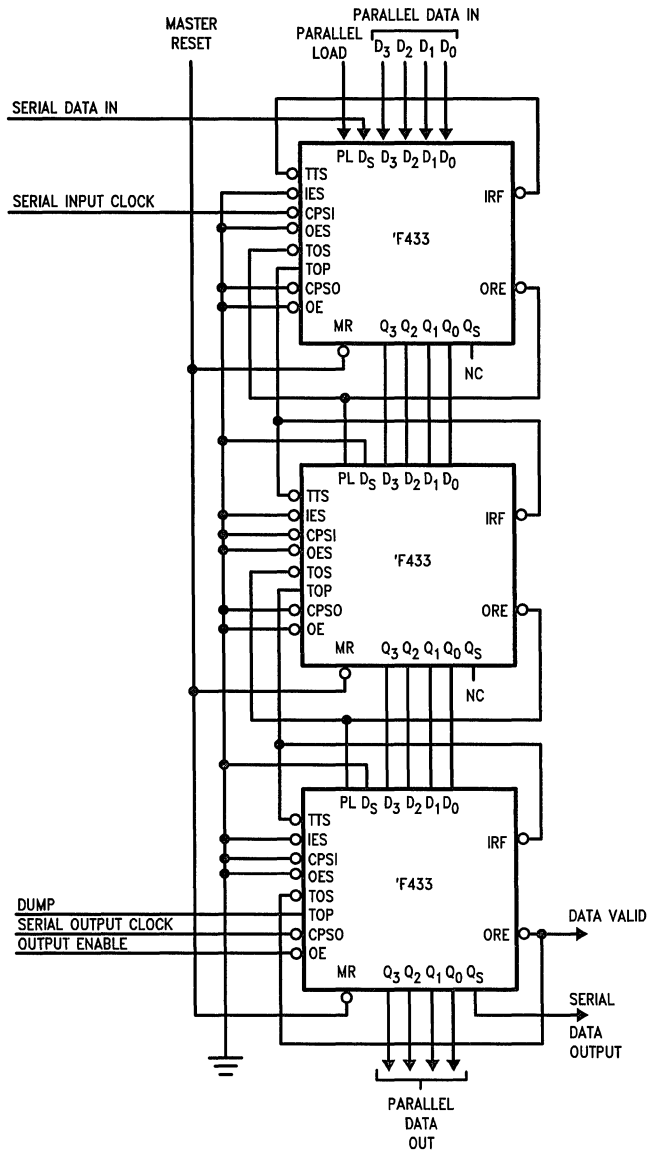 MASTER
RESET
PARALLEL
LOAD
PARALLEL DATA IN
D3 D2 D1 D0
SERIAL DATA IN
SERIAL INPUT CLOCK
PL DS D3 D2 D1 D0
TTS
IES
CPSI
OES
TOS
TOP
CPSO
OE
'F433
IRF
ORE
MR Q3 Q2 Q1 Q0 QS
NC
PL DS D3 D2 D1 D0
TTS
IES
CPSI
OES
TOS
TOP
CPSO
OE
'F433
IRF
ORE
MR Q3 Q2 Q1 Q0 QS
NC
PL DS D3 D2 D1 D0
TTS
IES
CPSI
OES
TOS
TOP
CPSO
OE
'F433
IRF
ORE
MR Q3 Q2 Q1 Q0 QS
DUMP
SERIAL OUTPUT CLOCK
OUTPUT ENABLE
DATA VALID
SERIAL
DATA
OUTPUT
PARALLEL
DATA
OUT